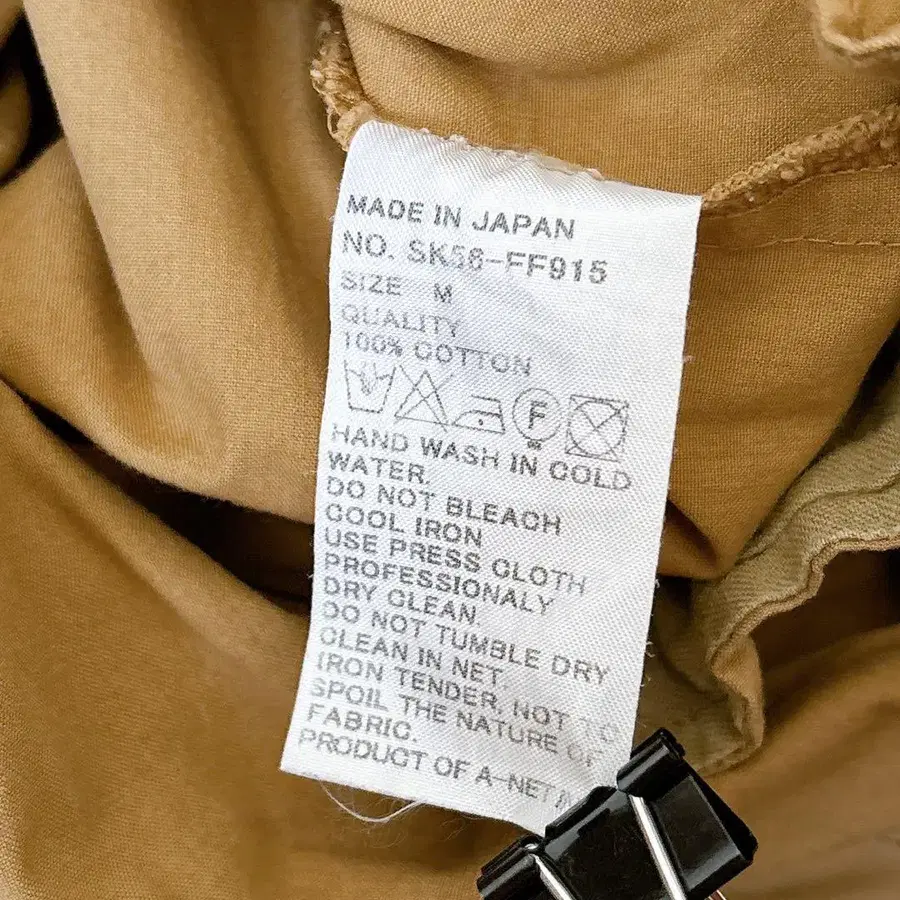 MADE IN JAPAN
NO. SK56-FF915
SIZE M
QUALITY
100% COTTON
F
HAND WASH IN COLD
WATER.
DO NOT BLEACH
COOL IRON
USE PRESS CLOTH
PROFESSIONALY
DRY CLEAN.
DO NOT TUMBLE DRY
CLEAN IN NET.
IRON TENDER, NOT TO
SPOIL THE NATURE OF
FABRIC.
PRODUCT OF A-NET